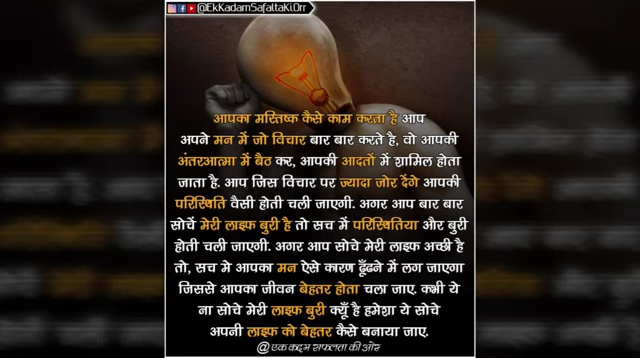 @EkKadamSafaltaKi.Orr
आपका मस्तिष्क कैसे काम करता है आप
अपने मन में जो विचार बार बार करते है, वो आपकी
अंतरआत्मा में बैठ कर, आपकी आदतों में शामिल होता
जाता है. आप जिस विचार पर ज्यादा जोर देंगे आपकी
परिस्थिति वैसी होती चली जाएगी. अगर आप बार बार
सोचें मेरी लाइफ बुरी है तो सच में परिस्थितिया और बुरी
होती चली जाएगी. अगर आप सोचे मेरी लाइफ अच्छी है
तो, सच मे आपका मन ऐसे कारण ढूँढने में लग जाएगा
जिससे आपका जीवन बेहतर होता चला जाए. कभी ये
ना सोचे मेरी लाइफ बुरी क्यूँ है हमेशा ये सोचे
अपनी लाइफ को बेहतर कैसे बनाया जाए.
@एक कदम सफलता की ओर